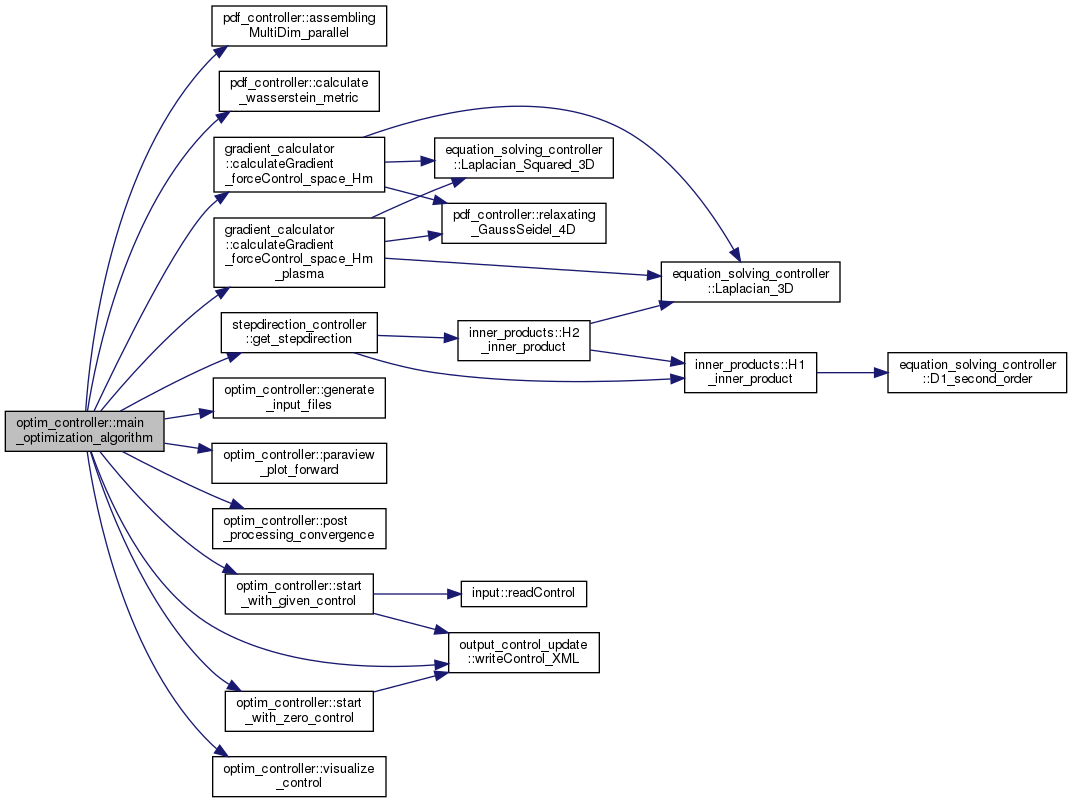 pdf_controller::assembling
MultiDim_parallel
pdf_controller::calculate
_wasserstein_metric
gradient_calculator
::calculateGradient
_forceControl_space_Hm
equation_solving_controller
::Laplacian_Squared_3D
pdf_controller::relaxating
_GaussSeidel_4D
gradient_calculator
::calculateGradient
_forceControl_space_Hm
_plasma
equation_solving_controller
::Laplacian_3D
stepdirection_controller
::get_stepdirection
inner_products::H2
_inner_product
inner_products::H1
_inner_product
equation_solving_controller
::D1_second_order
optim_controller::generate
_input_files
optim_controller::main
_optimization_algorithm
optim_controller::paraview
_plot_forward
optim_controller::post
_processing_convergence
optim_controller::start
_with_given_control
input::readControl
output_control_update
::writeControl_XML
optim_controller::start
_with_zero_control
optim_controller::visualize
_control